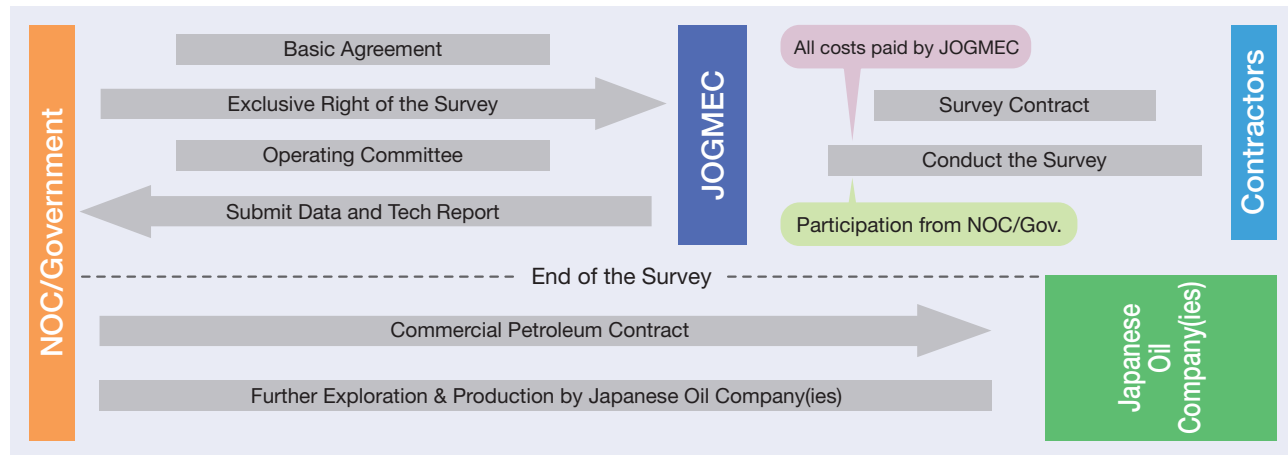 NOC/Government
Basic Agreement
Exclusive Right of the Survey
Operating Committee
Submit Data and Tech Report
JOGMEC
All costs paid by JOGMEC
Survey Contract
Conduct the Survey
Participation from NOC/Gov.
Contractors
End of the Survey
Commercial Petroleum Contract
Further Exploration & Production by Japanese Oil Company(ies)
Japanese
Oil
Company(ies)